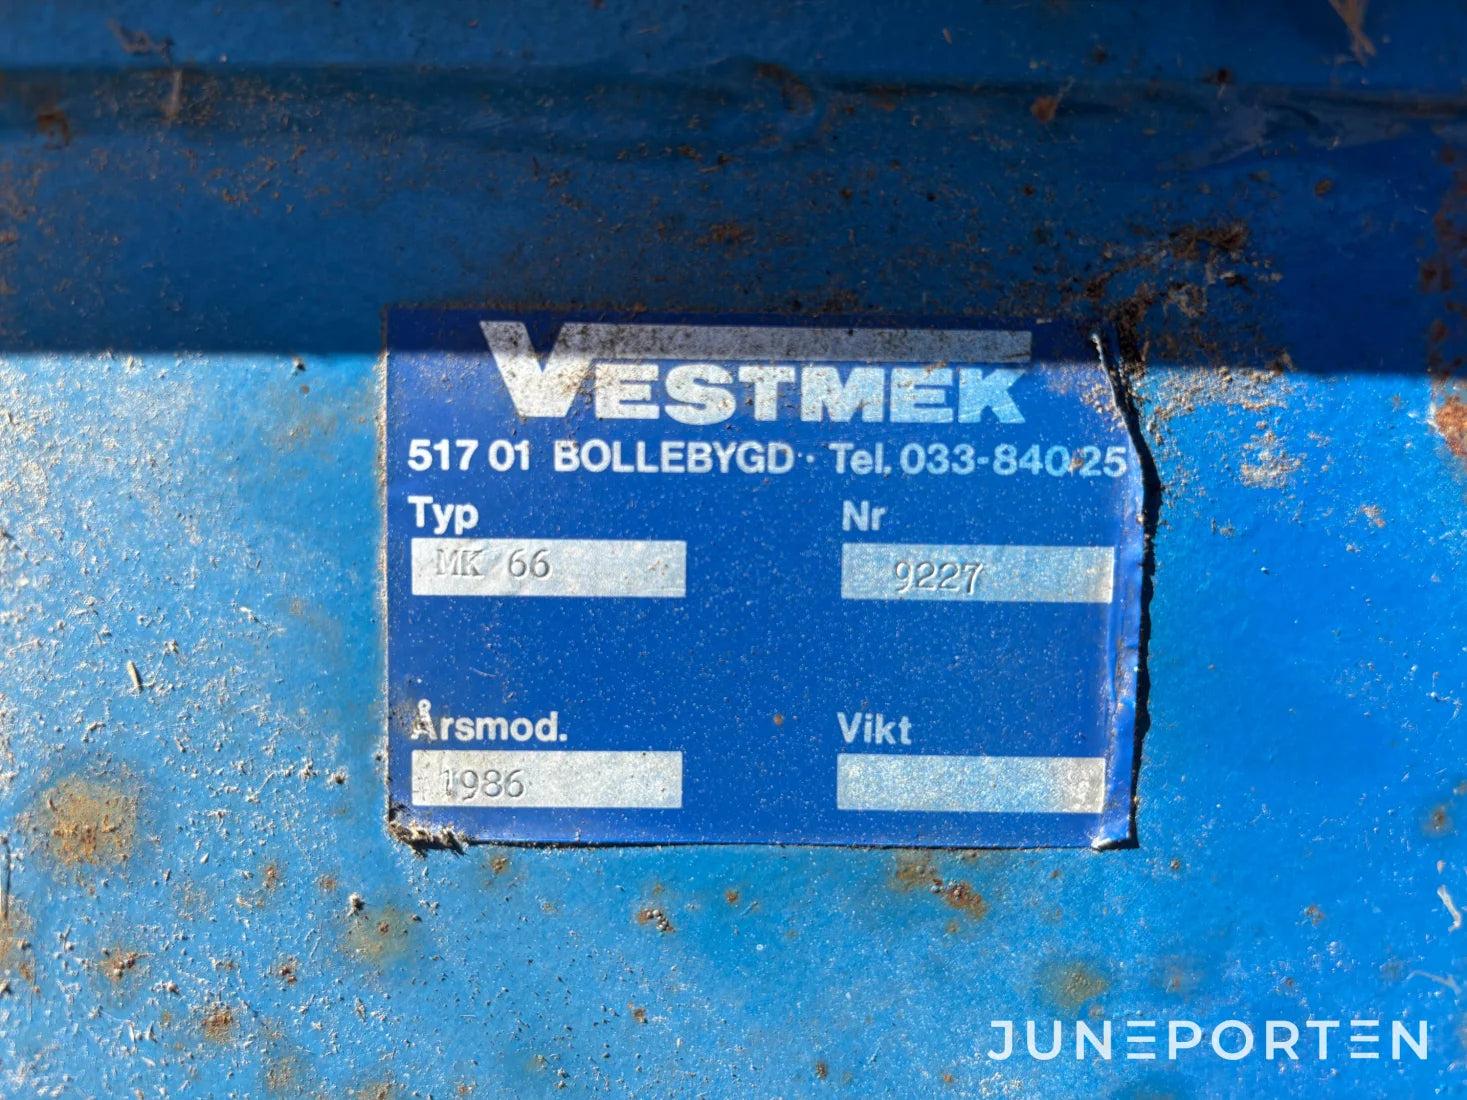 VESTMEK
517 01 BOLLEBYGD · Tel. 033-840 25
Typ Nr
MK 66 9227
Årsmod. Vikt
1986
JUNEPORTEN